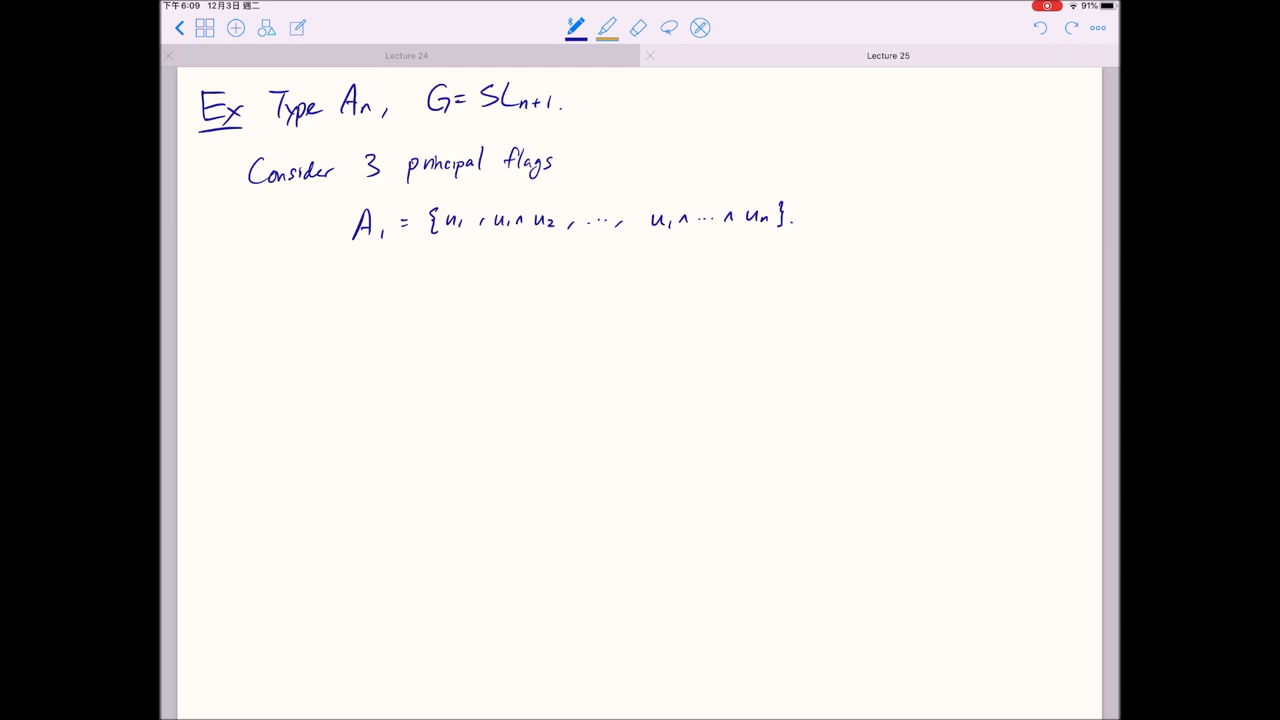 下午6:09 12月3日 週二 91%
Lecture 24 Lecture 25
Ex Type Aₙ, G = SLₙ₊₁.
Consider 3 principal flags
A₁ = {u₁, u₁∧u₂, ..., u₁∧...∧uₙ}.